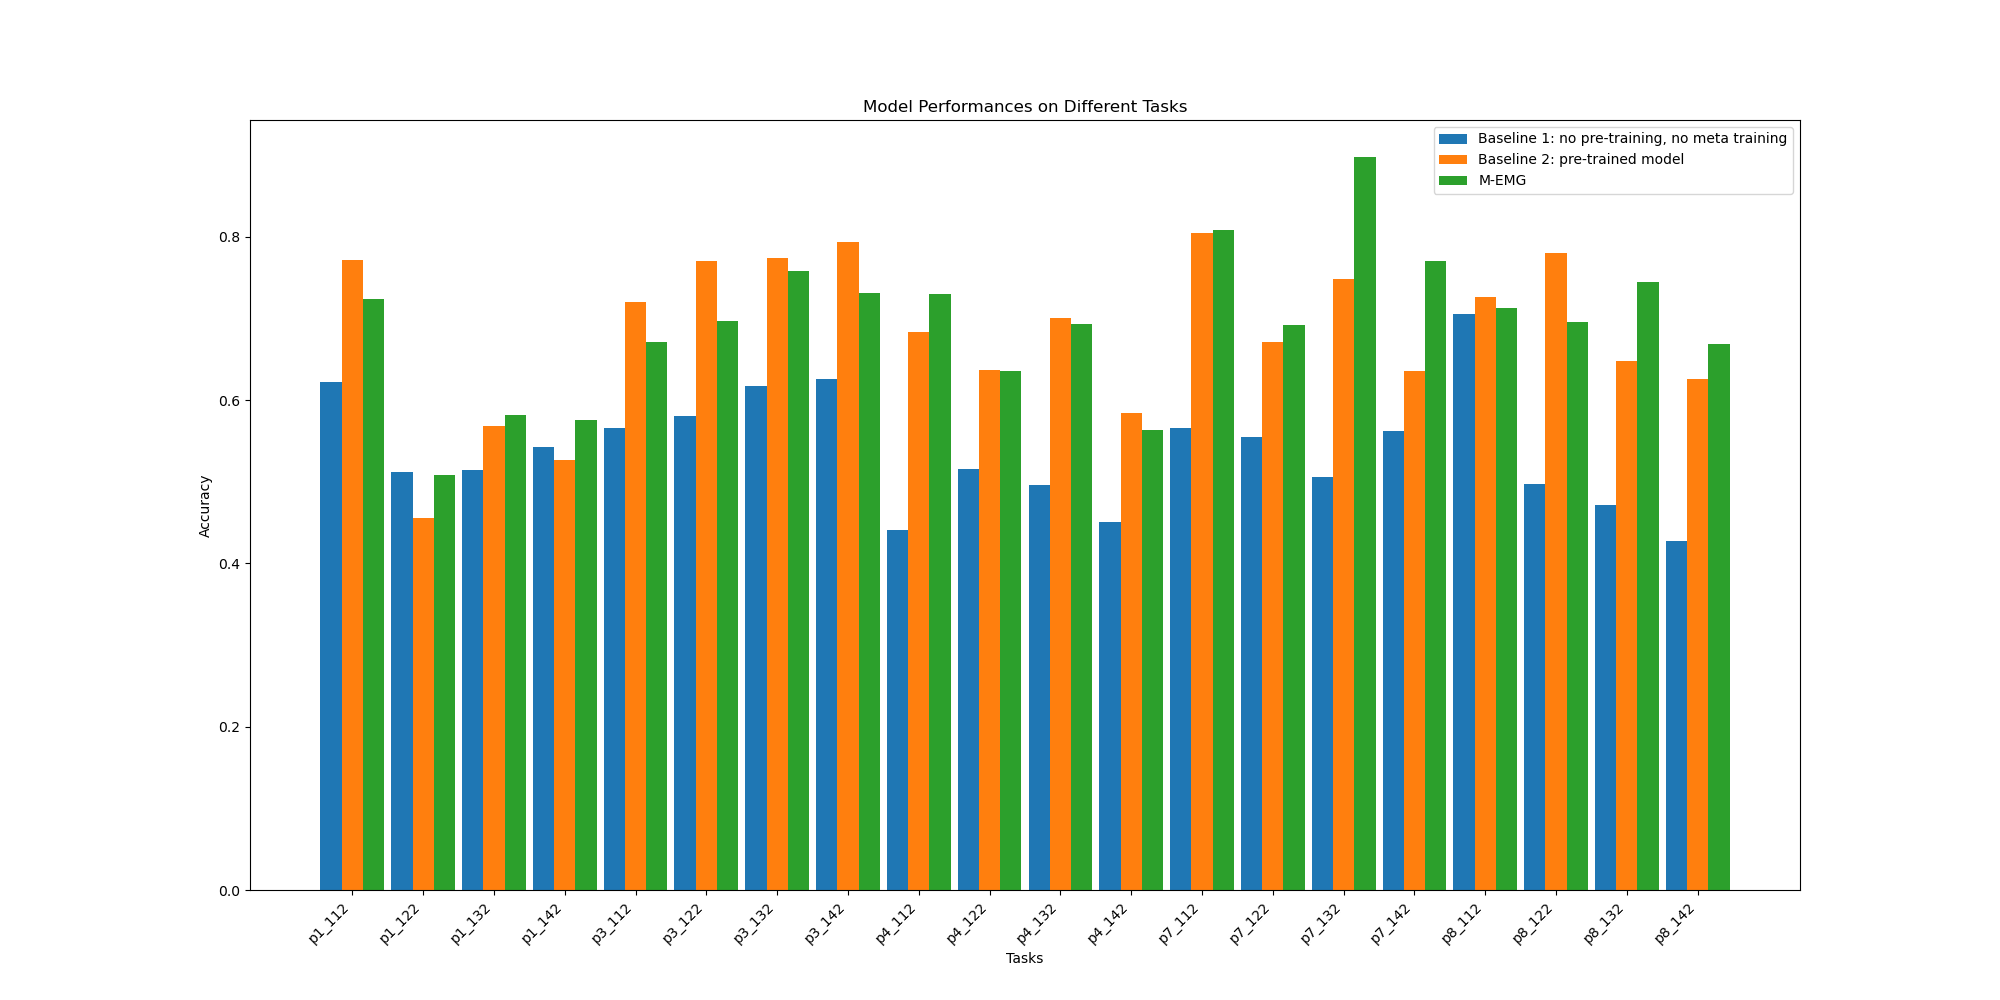 Model Performances on Different Tasks
Baseline 1: no pre-training, no meta training
Baseline 2: pre-trained model
M-EMG
Accuracy
0.8
0.6
0.4
0.2
0.0
p1_112
p1_122
p1_132
p1_142
p3_112
p3_122
p3_132
p3_142
p4_112
p4_122
p4_132
p4_142
p7_112
p7_122
p7_132
p7_142
p8_112
p8_122
p8_132
p8_142
Tasks